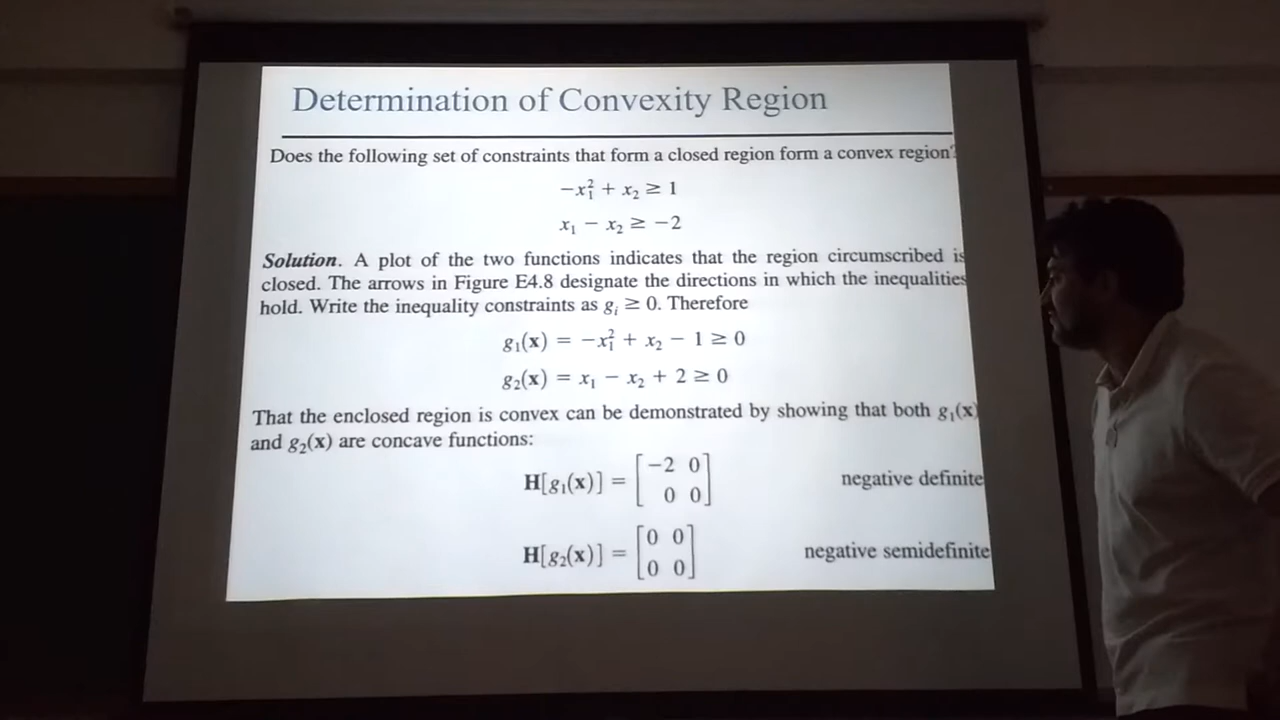 Determination of Convexity Region
Does the following set of constraints that form a closed region form a convex region?
−x₁² + x₂ ≥ 1
x₁ − x₂ ≥ −2
Solution. A plot of the two functions indicates that the region circumscribed is
closed. The arrows in Figure E4.8 designate the directions in which the inequalities
hold. Write the inequality constraints as gᵢ ≥ 0. Therefore
g₁(x) = −x₁² + x₂ − 1 ≥ 0
g₂(x) = x₁ − x₂ + 2 ≥ 0
That the enclosed region is convex can be demonstrated by showing that both g₁(x)
and g₂(x) are concave functions:
H[g₁(x)] = [−2 0; 0 0] negative definite
H[g₂(x)] = [0 0; 0 0] negative semidefinite